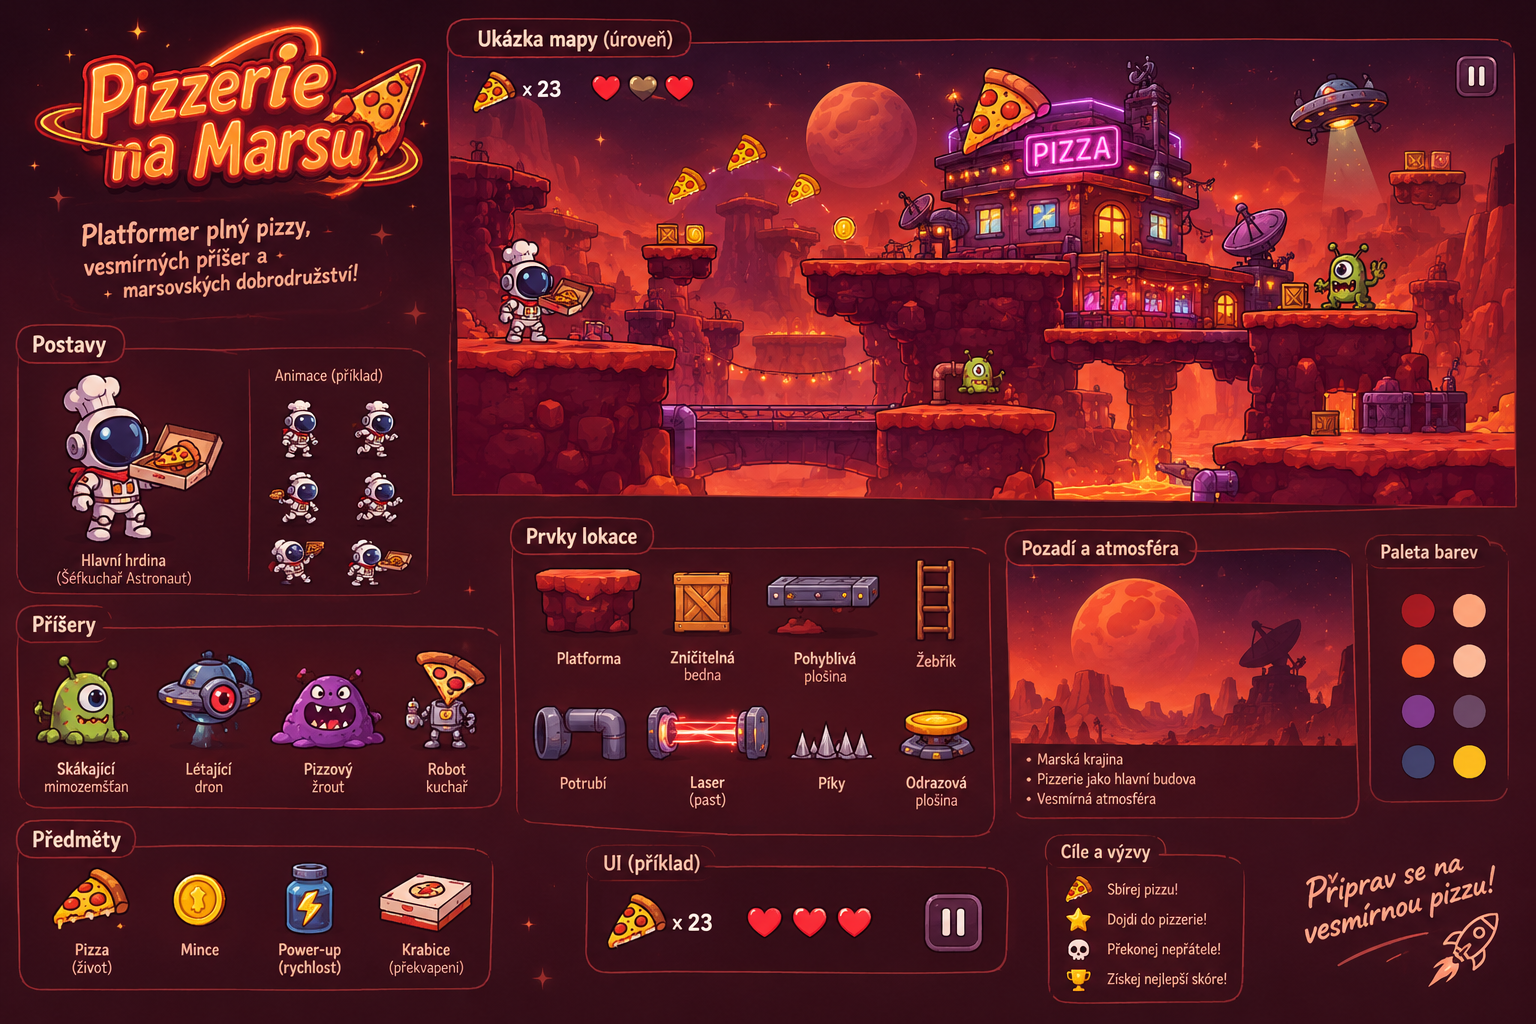 Pizzerie
na Marsu
Platformer plný pizzy,
vesmírných příšer a
marsovských dobrodružství!
Ukázka mapy (úroveň)
x 23
PIZZA
Postavy
Animace (příklad)
Hlavní hrdina
(Šéfkuchař Astronaut)
Příšery
Skákající
mimozemšťan
Létající
dron
Pizzový
žrout
Robot
kuchař
Předměty
Pizza
(život)
Mince
Power-up
(rychlost)
Krabice
(překvapeni)
Prvky lokace
Platforma
Zničitelná
bedna
Pohyblivá
plošina
Žebřík
Potrubí
Laser
(past)
Píky
Odrazová
plošina
UI (příklad)
x 23
Pozadí a atmosféra
• Marská krajina
• Pizzerie jako hlavní budova
• Vesmírná atmosféra
Paleta barev
Cíle a výzvy
Sbírej pizzu!
Dojdi do pizzerie!
Překonej nepřátele!
Získej nejlepší skóre!
Připrav se na
vesmírnou pizzu!